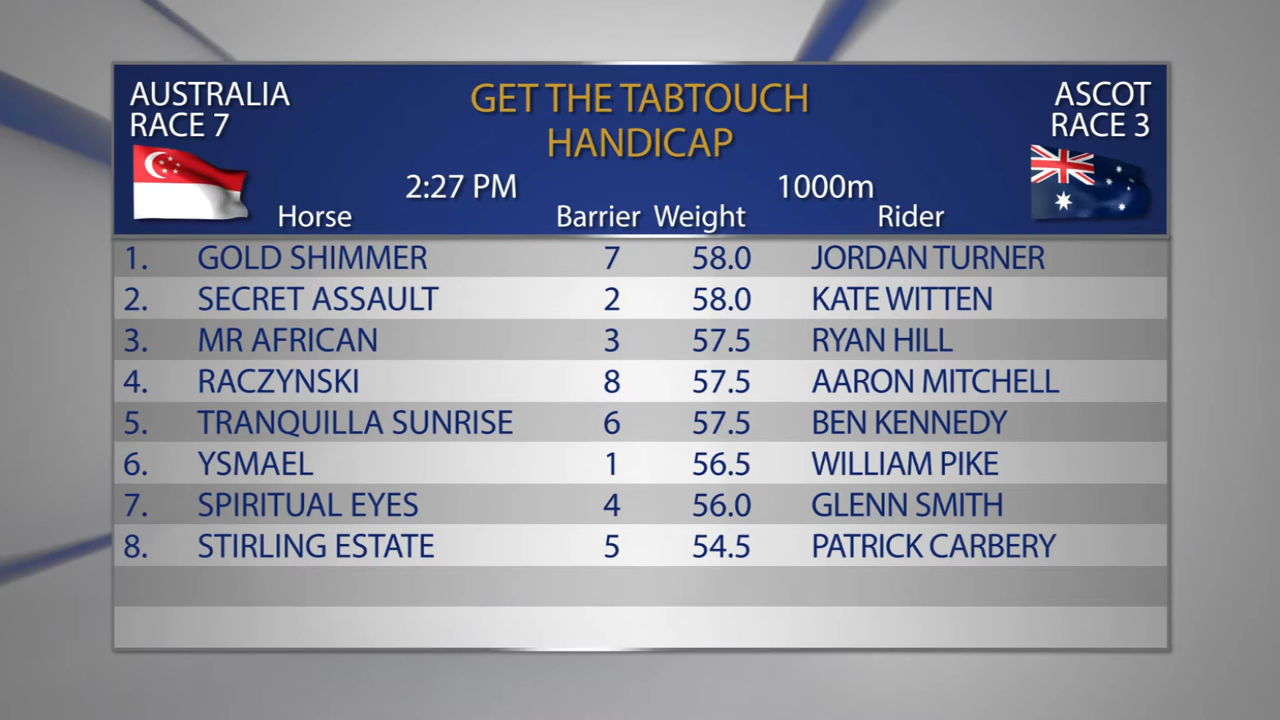 AUSTRALIA
RACE 7
GET THE TABTOUCH
HANDICAP
ASCOT
RACE 3
2:27 PM
1000m
Horse Barrier Weight Rider
1. GOLD SHIMMER 7 58.0 JORDAN TURNER
2. SECRET ASSAULT 2 58.0 KATE WITTEN
3. MR AFRICAN 3 57.5 RYAN HILL
4. RACZYNSKI 8 57.5 AARON MITCHELL
5. TRANQUILLA SUNRISE 6 57.5 BEN KENNEDY
6. YSMAEL 1 56.5 WILLIAM PIKE
7. SPIRITUAL EYES 4 56.0 GLENN SMITH
8. STIRLING ESTATE 5 54.5 PATRICK CARBERY